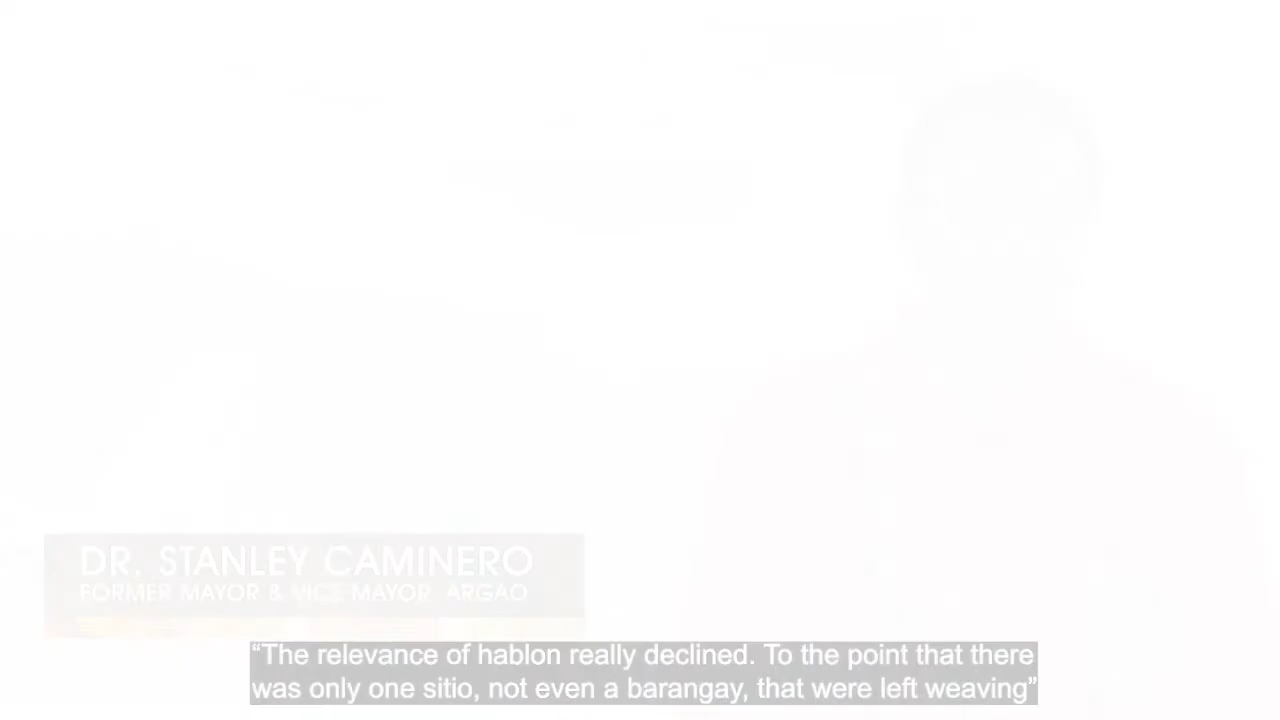 DR. STANLEY CAMINERO
FORMER MAYOR & VICE MAYOR, ARGAO
“The relevance of hablon really declined. To the point that there
was only one sitio, not even a barangay, that were left weaving”